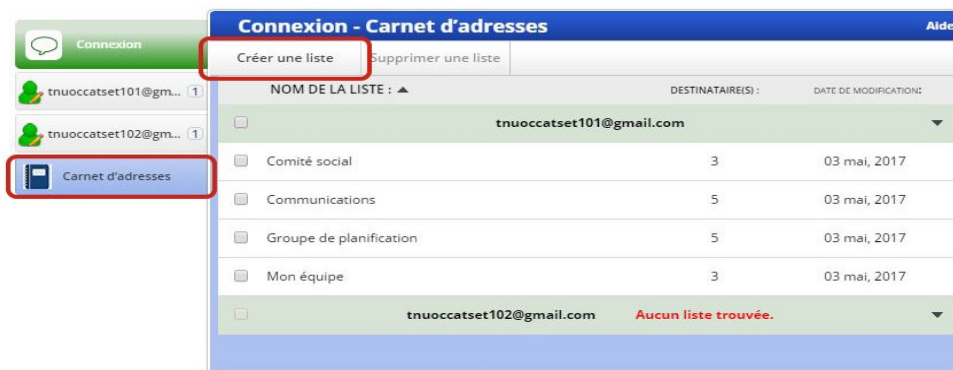 Connexion
tnuoccatset101@gm... 1
tnuoccatset102@gm... 1
Carnet d'adresses
Connexion - Carnet d'adresses Aide
Créer une liste Supprimer une liste
NOM DE LA LISTE : ▲ DESTINATAIRE(S) : DATE DE MODIFICATION:
tnuoccatset101@gmail.com ▼
Comité social 3 03 mai, 2017
Communications 5 03 mai, 2017
Groupe de planification 5 03 mai, 2017
Mon équipe 3 03 mai, 2017
tnuoccatset102@gmail.com Aucun liste trouvée. ▼